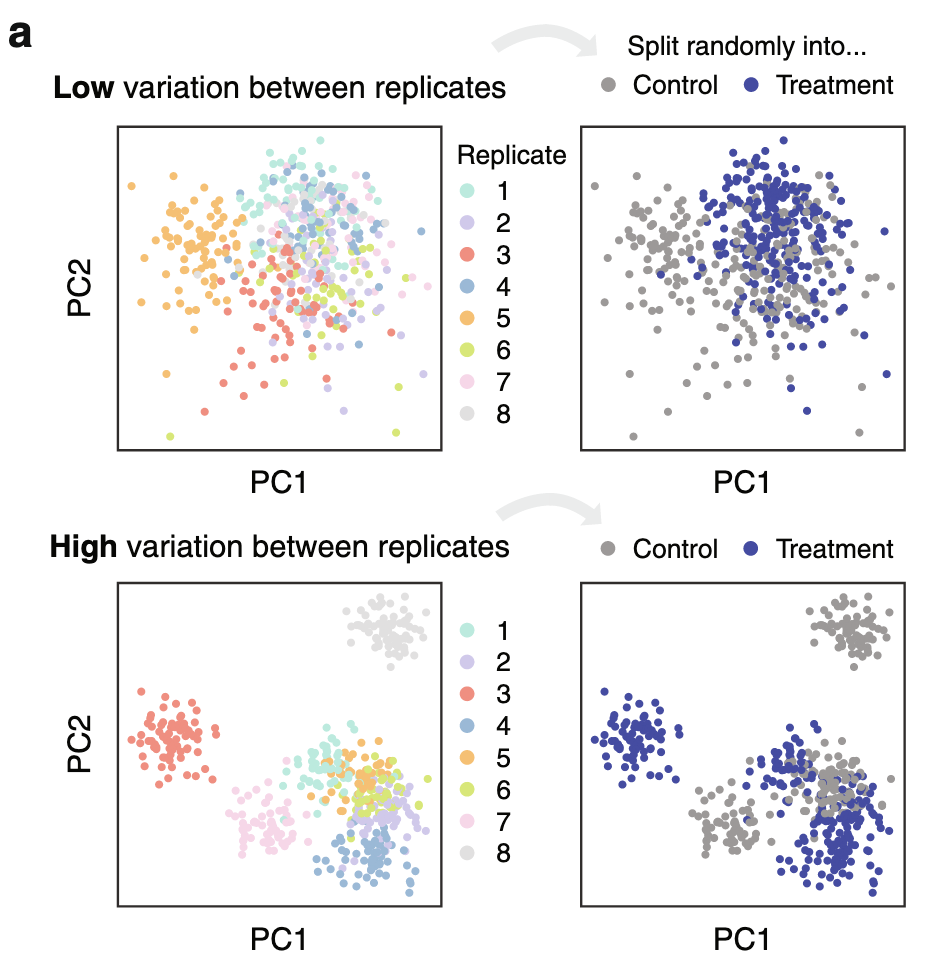 a
Split randomly into...
Low variation between replicates
Control
Treatment
Replicate
1
2
3
4
5
6
7
8
PC2
PC1
PC1
High variation between replicates
Control
Treatment
1
2
3
4
5
6
7
8
PC2
PC1
PC1